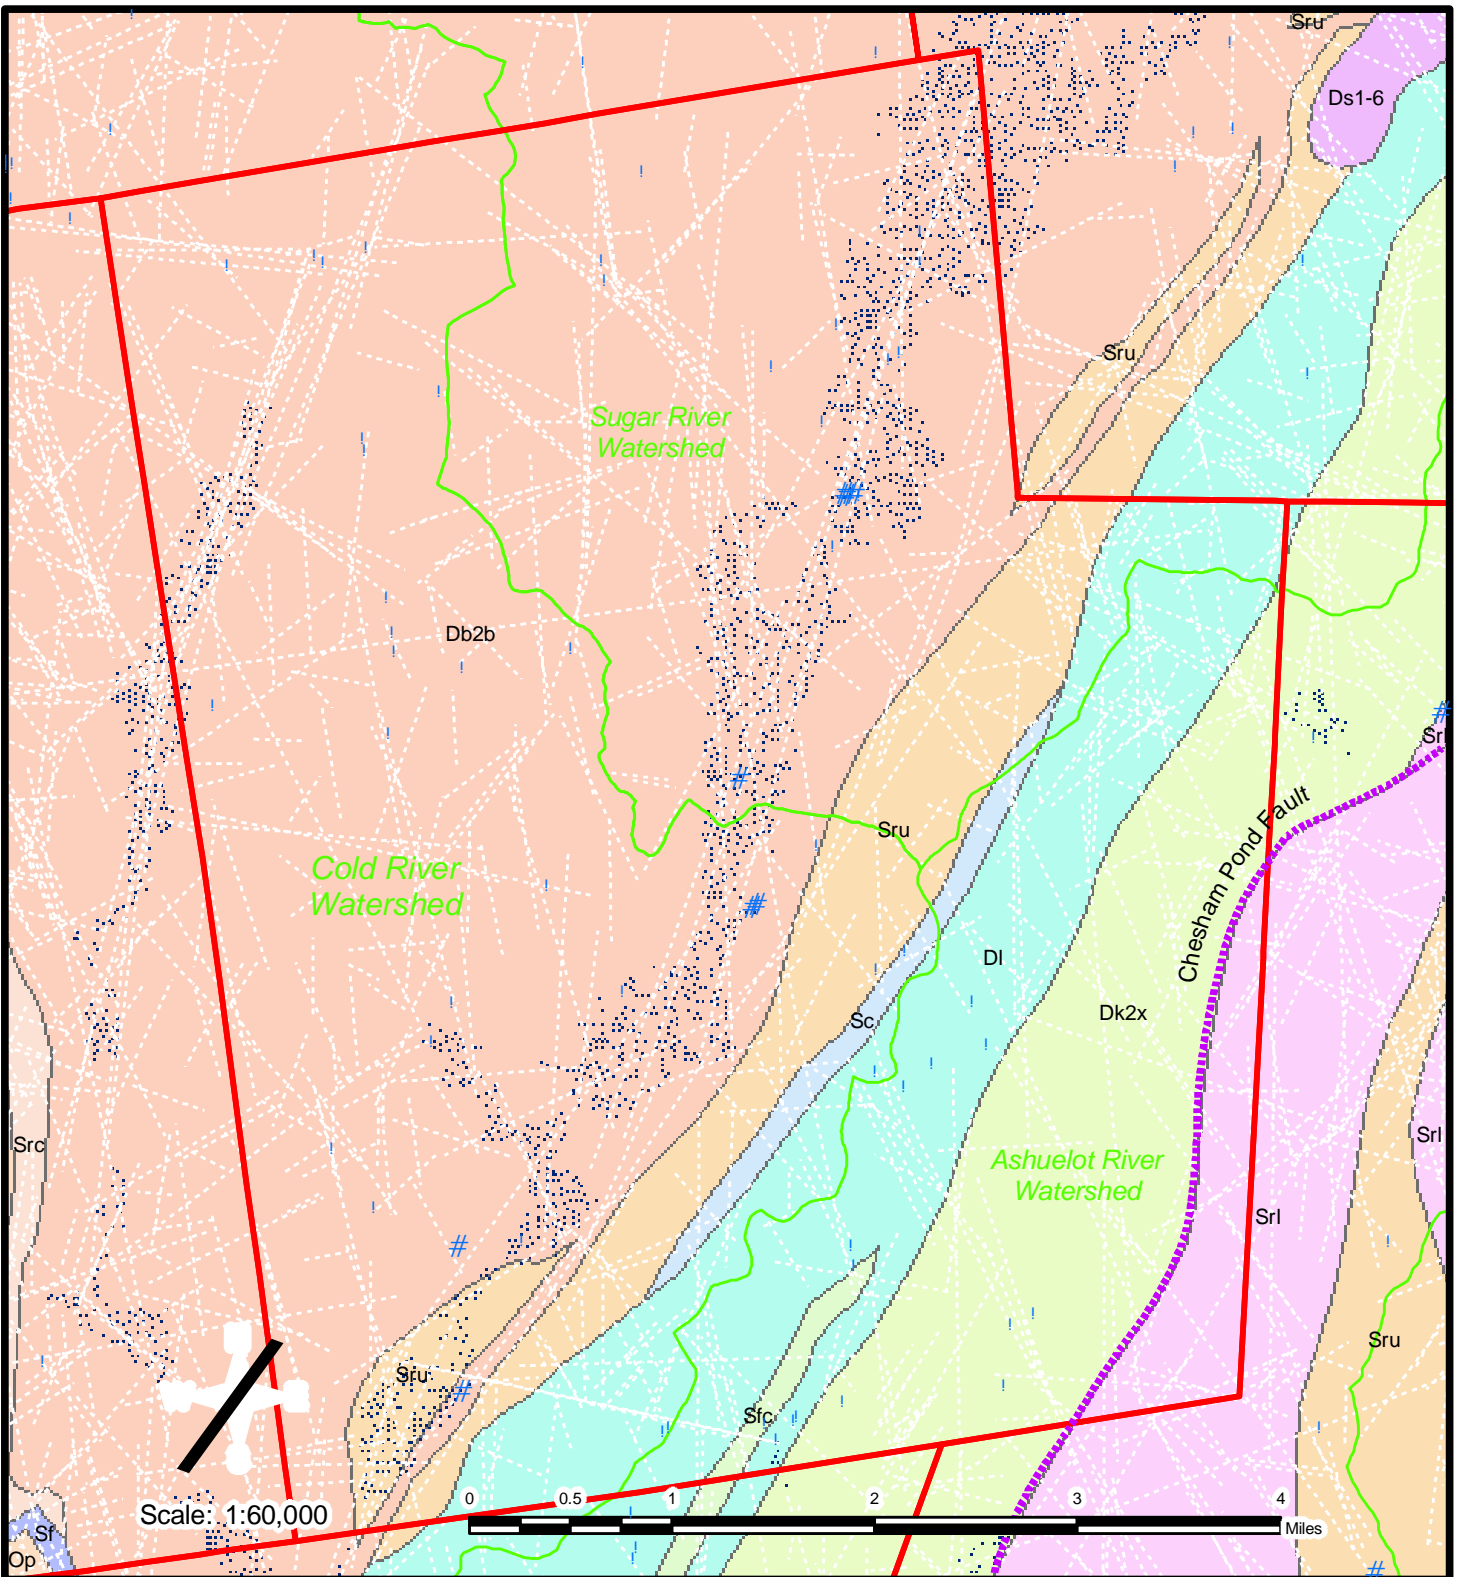 Sru
Ds1-6
Sru
Sugar River
Watershed
Db2b
Srl
Chesham Pond Fault
Sru
Cold River
Watershed
Dl
Sc
Dk2x
Src
Srl
Ashuelot River
Watershed
Srl
Sru
Sru
Sfc
Scale: 1:60,000
0 0.5 1 2 3 4
Miles
Sf
Op